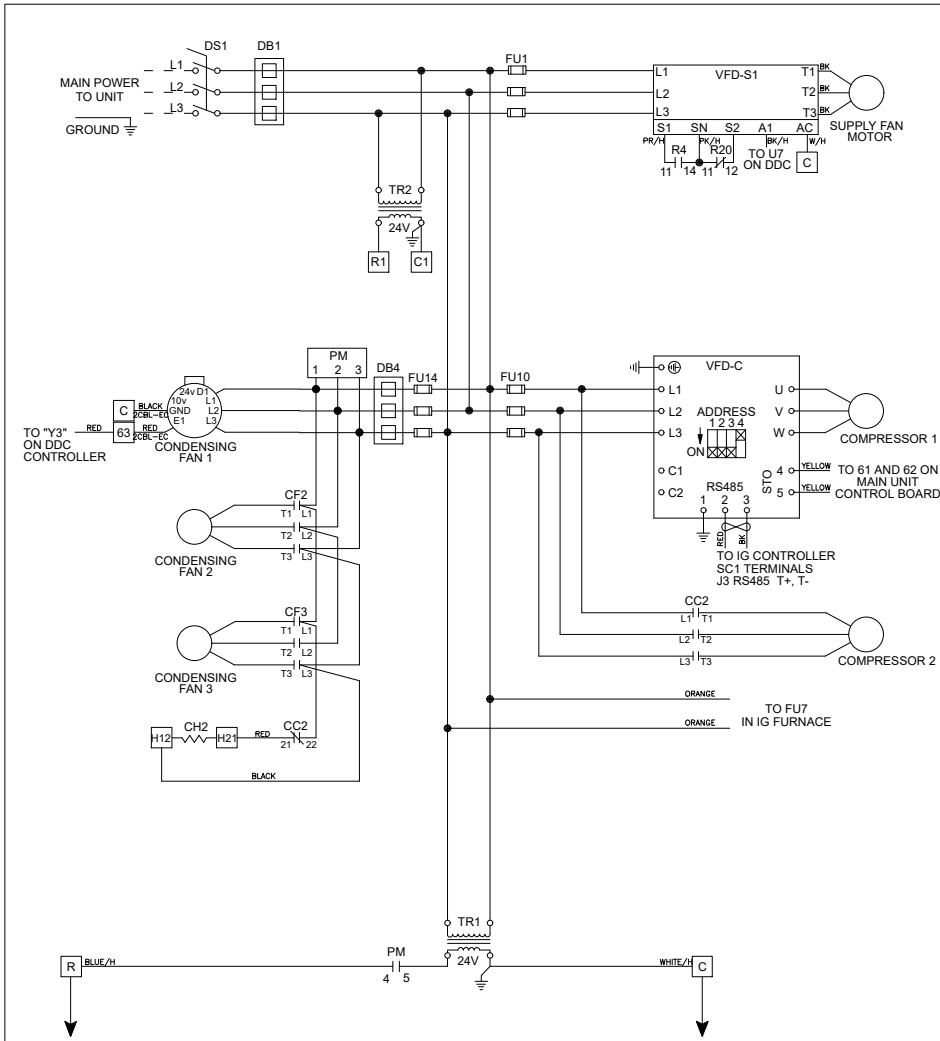 DS1
DB1
FU1
MAIN POWER
TO UNIT
L1
L2
L3
GROUND
L1
L2
L3
VFD-S1
T1
T2
T3
BK
BK
BK
SUPPLY FAN
MOTOR
S1 SN S2 A1 AC
PR/H
PK/H
BK/H
W/H
R4
11 14
R20
11 12
TO U7
ON DDC
C
TR2
24V
R1
C1
PM
1 2 3
DB4
FU14
FU10
24v D1
10v L1
GND L2
E1 L3
C
BLACK
2CBL-EC
63
RED
2CBL-EC
RED
TO "Y3"
ON DDC
CONTROLLER
CONDENSING
FAN 1
VFD-C
L1
L2
L3
ADDRESS
1 2 3 4
ON
C1
C2
RS485
1 2 3
STO
U
V
W
4
5
COMPRESSOR 1
YELLOW
YELLOW
TO 61 AND 62 ON
MAIN UNIT
CONTROL BOARD
RED
BK
TO IG CONTROLLER
SC1 TERMINALS
J3 RS485 T+, T-
CF2
T1 L1
T2 L2
T3 L3
CONDENSING
FAN 2
CF3
T1 L1
T2 L2
T3 L3
CONDENSING
FAN 3
CC2
L1 T1
L2 T2
L3 T3
COMPRESSOR 2
ORANGE
ORANGE
TO FU7
IN IG FURNACE
H12
CH2
H21
RED
CC2
21 22
BLACK
TR1
24V
R
BLUE/H
PM
4 5
WHITE/H
C